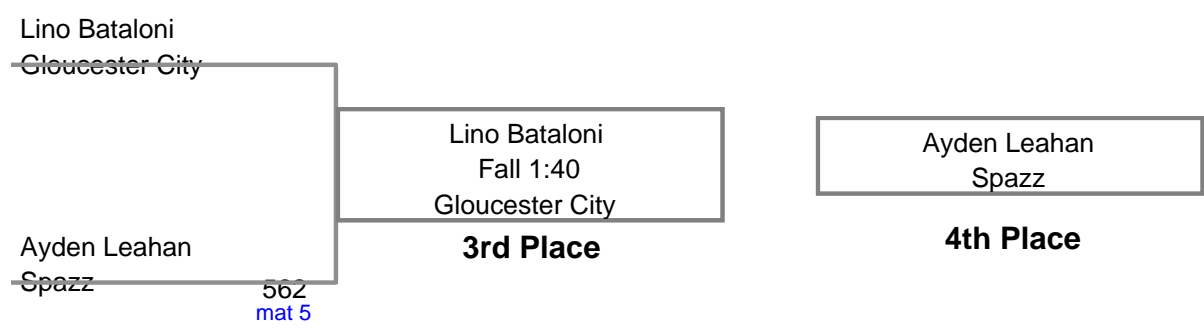 Lino Bataloni
Gloucester City
Lino Bataloni
Fall 1:40
Gloucester City
3rd Place
Ayden Leahan
Spazz
4th Place
Ayden Leahan
Spazz
562
mat 5